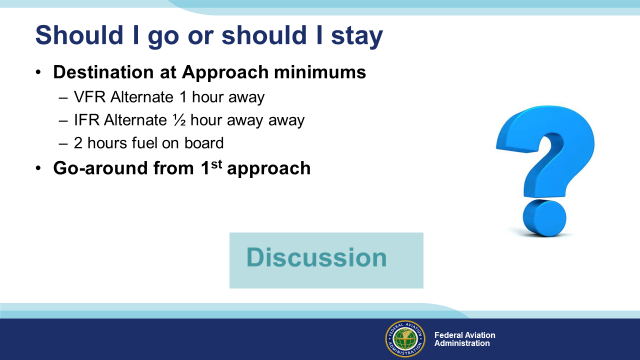 Should I go or should I stay
• Destination at Approach minimums
– VFR Alternate 1 hour away
– IFR Alternate ½ hour away away
– 2 hours fuel on board
• Go-around from 1st approach
Discussion
Federal Aviation
Administration